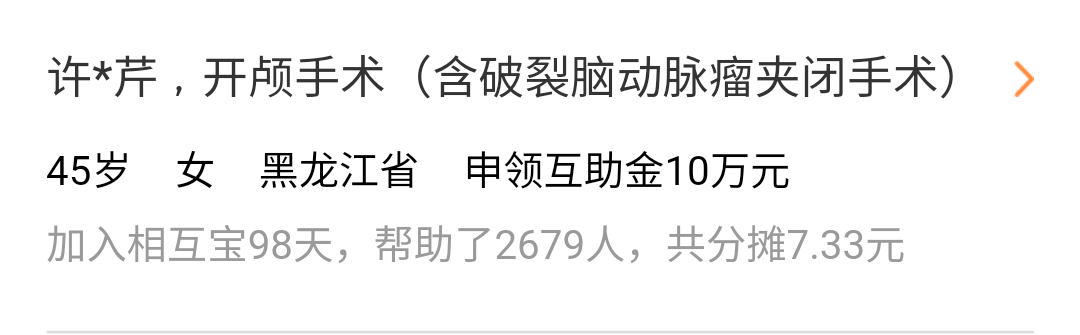 许*芹，开颅手术（含破裂脑动脉瘤夹闭手术）
45岁 女 黑龙江省 申领互助金10万元
加入相互宝98天，帮助了2679人，共分摊7.33元